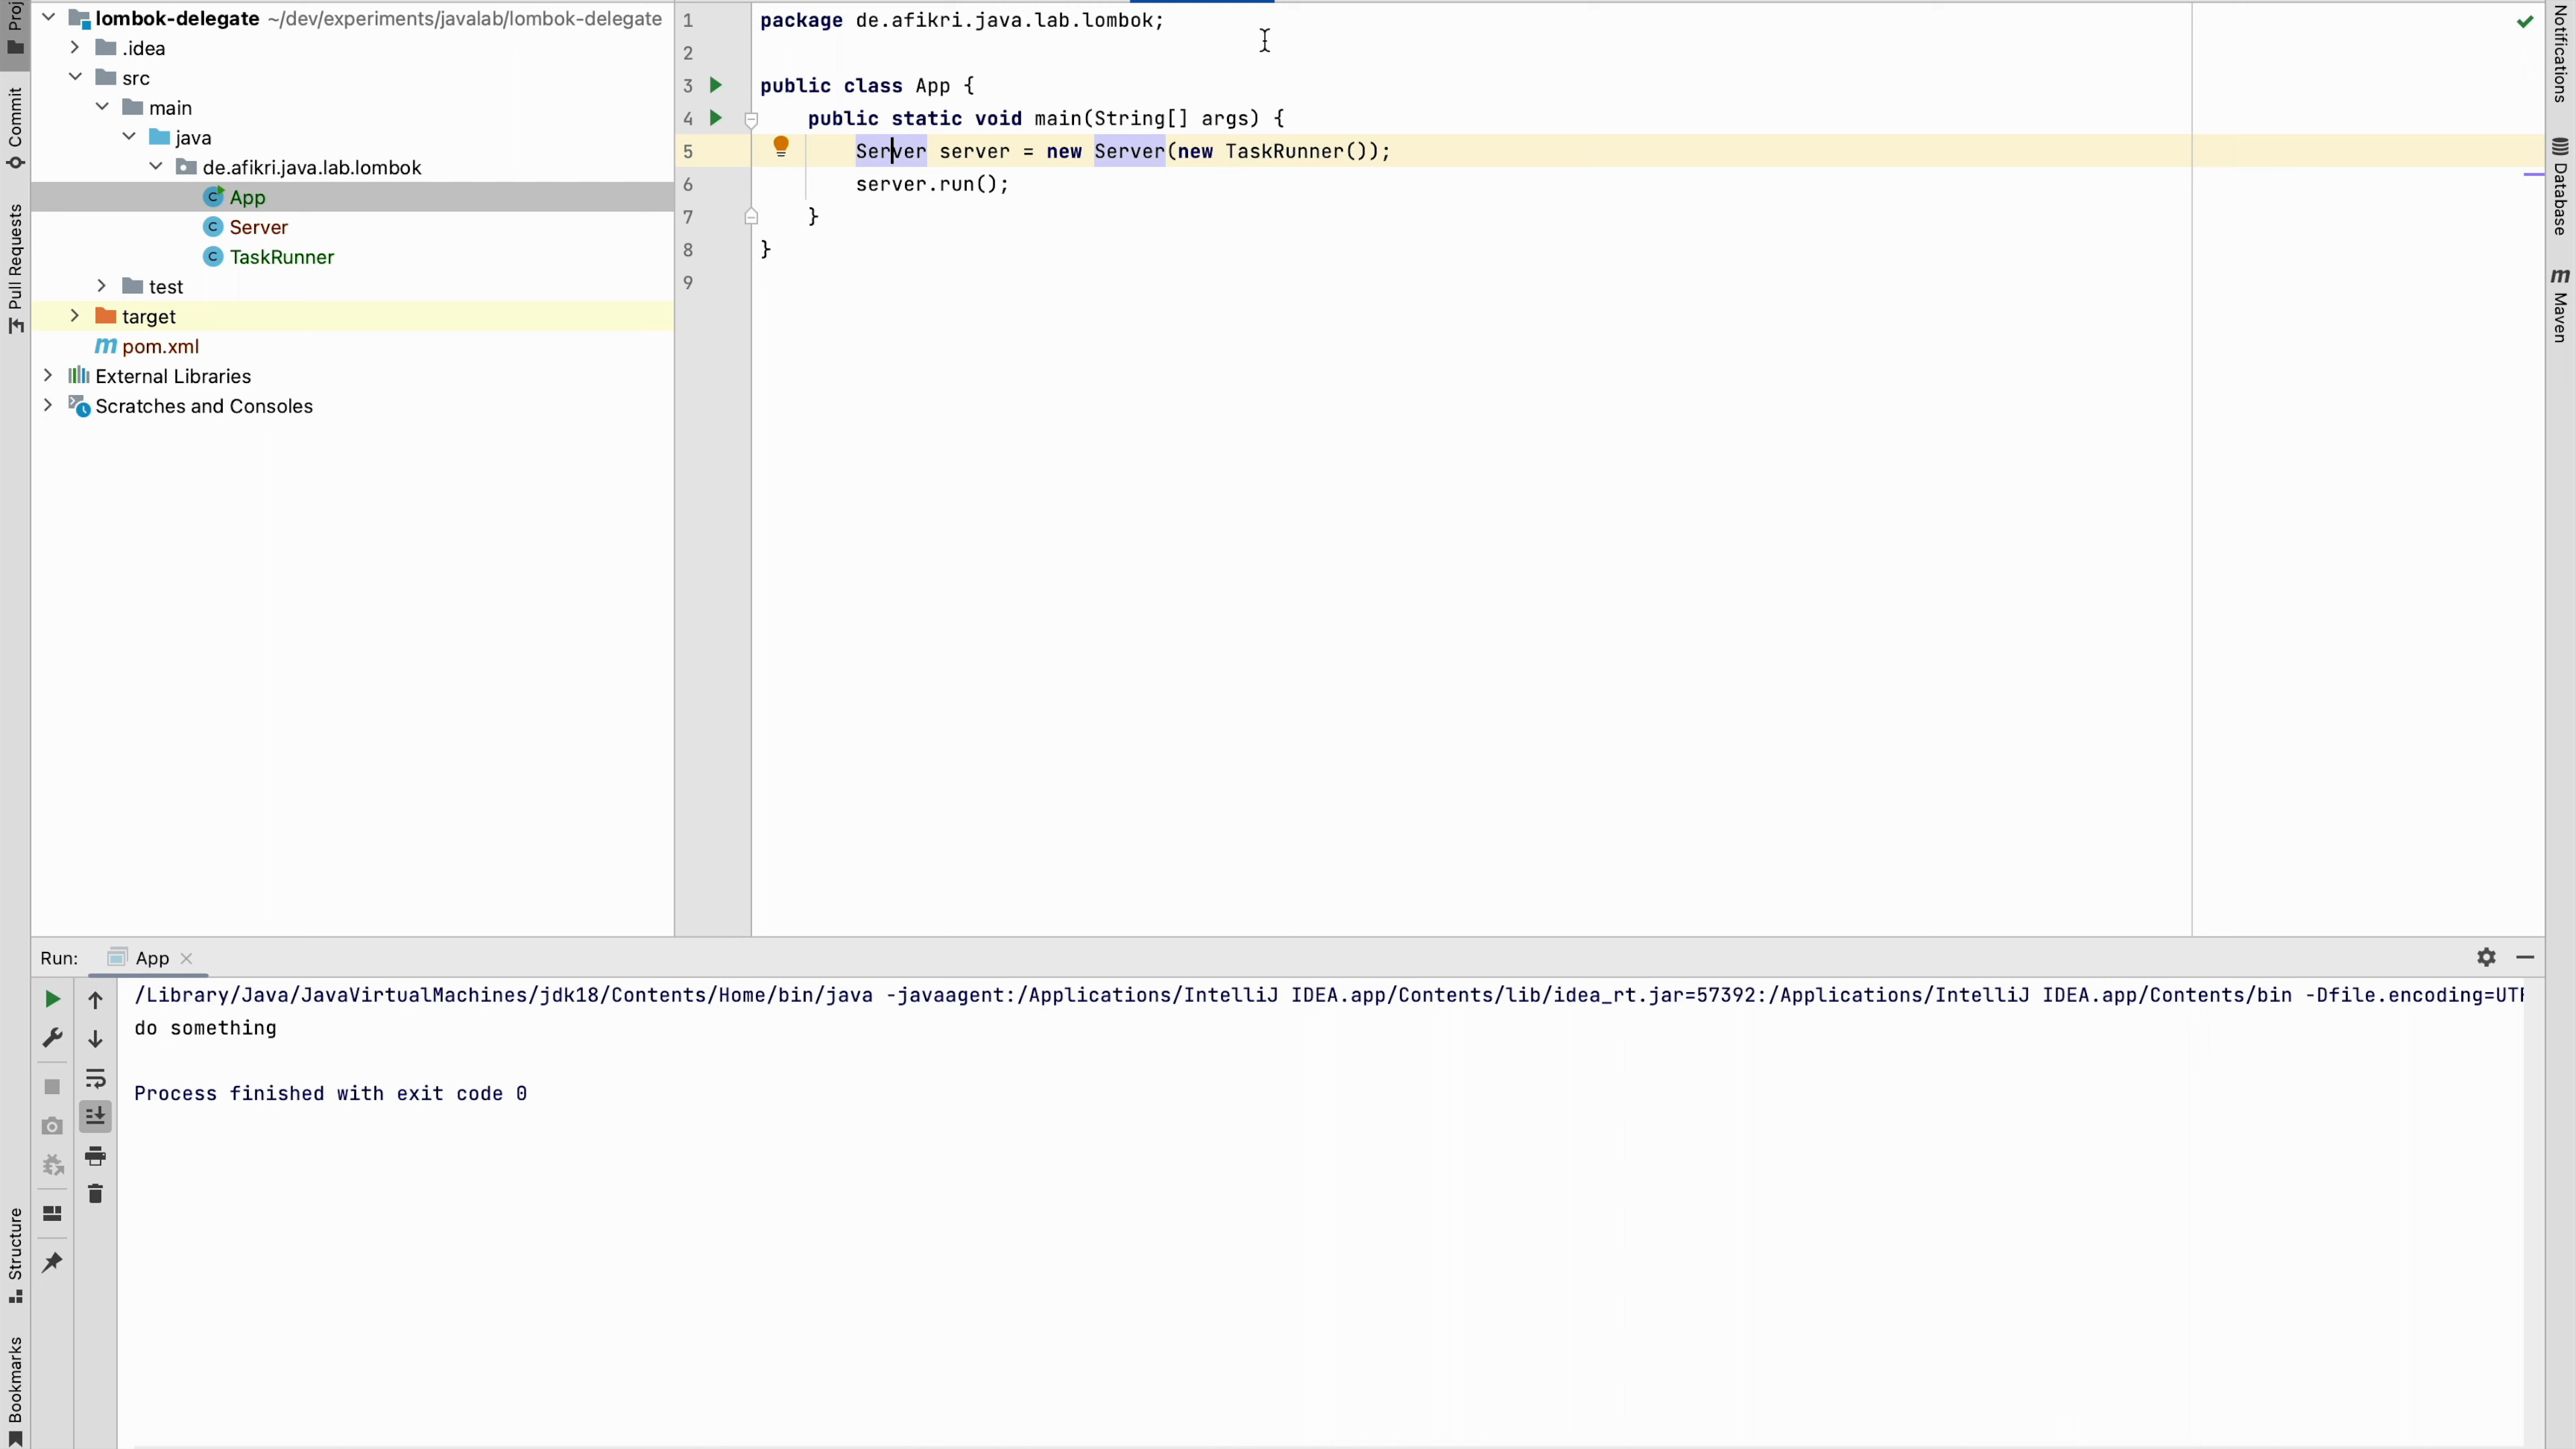 Proj
Commit
Pull Requests
Structure
Bookmarks
lombok-delegate ~/dev/experiments/javalab/lombok-delegate
.idea
src
main
java
de.afikri.java.lab.lombok
App
Server
TaskRunner
test
target
pom.xml
External Libraries
Scratches and Consoles
1 package de.afikri.java.lab.lombok;
2
3 public class App {
4 public static void main(String[] args) {
5 Server server = new Server(new TaskRunner());
6 server.run();
7 }
8 }
9
Notifications
Database
Maven
Run: App
/Library/Java/JavaVirtualMachines/jdk18/Contents/Home/bin/java -javaagent:/Applications/IntelliJ IDEA.app/Contents/lib/idea_rt.jar=57392:/Applications/IntelliJ IDEA.app/Contents/bin -Dfile.encoding=UTF
do something
Process finished with exit code 0